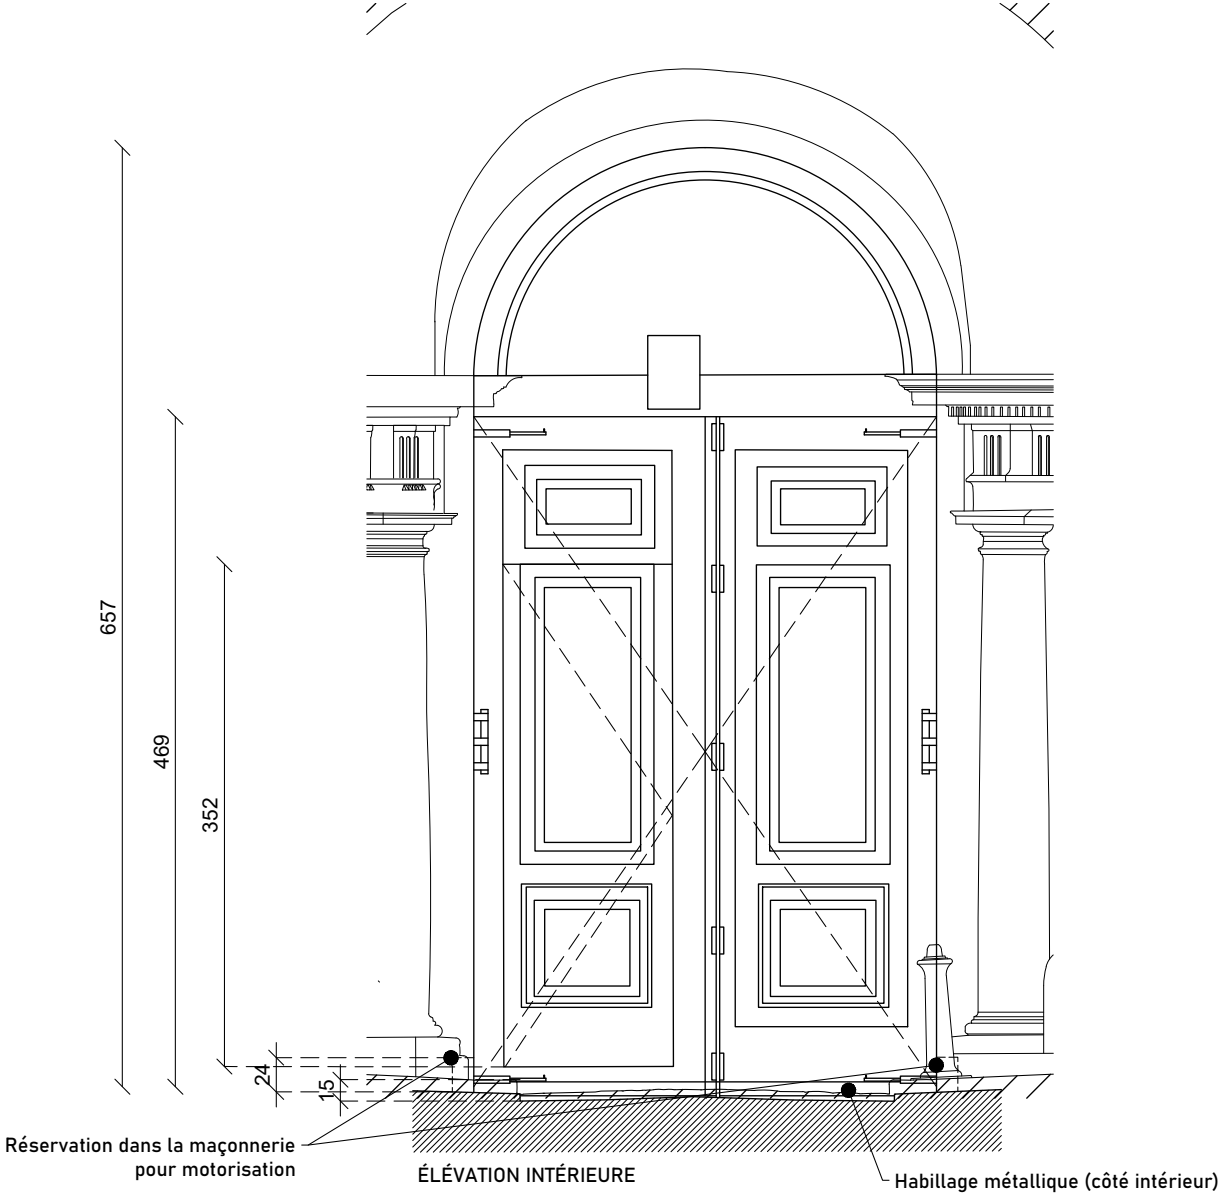 657
469
352
24
15
Réservation dans la maçonnerie
pour motorisation
ÉLÉVATION INTÉRIEURE
Habillage métallique (côté intérieur)